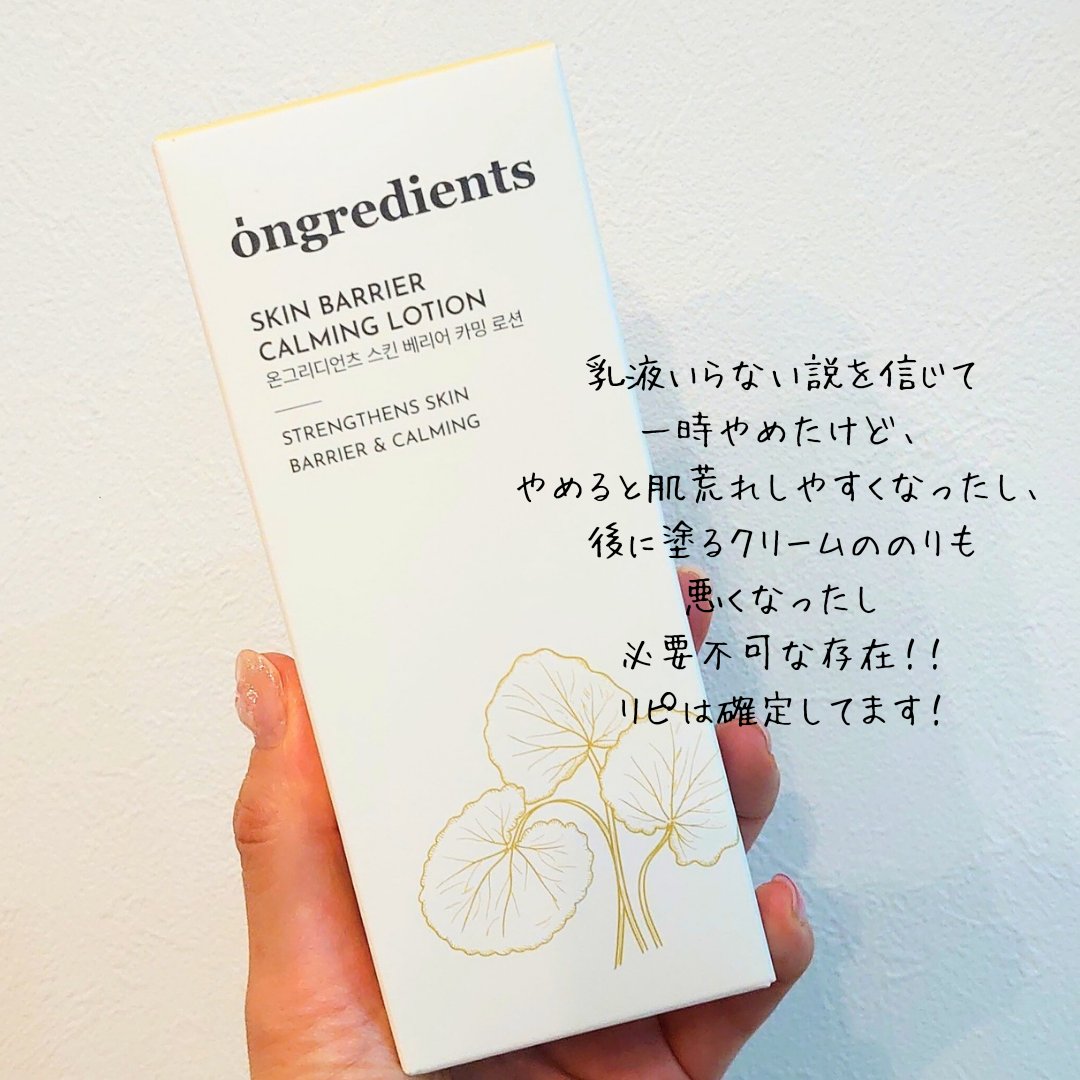 ongredients
SKIN BARRIER
CALMING LOTION
온그리디언츠 스킨 베리어 카밍 로션
STRENGTHENS SKIN
BARRIER & CALMING
乳液いらない説を信じて
一時やめたけど、
やめると肌荒れしやすくなったし、
後に塗るクリームののりも
悪くなったし
必要不可な存在!!
リピは確定してます!